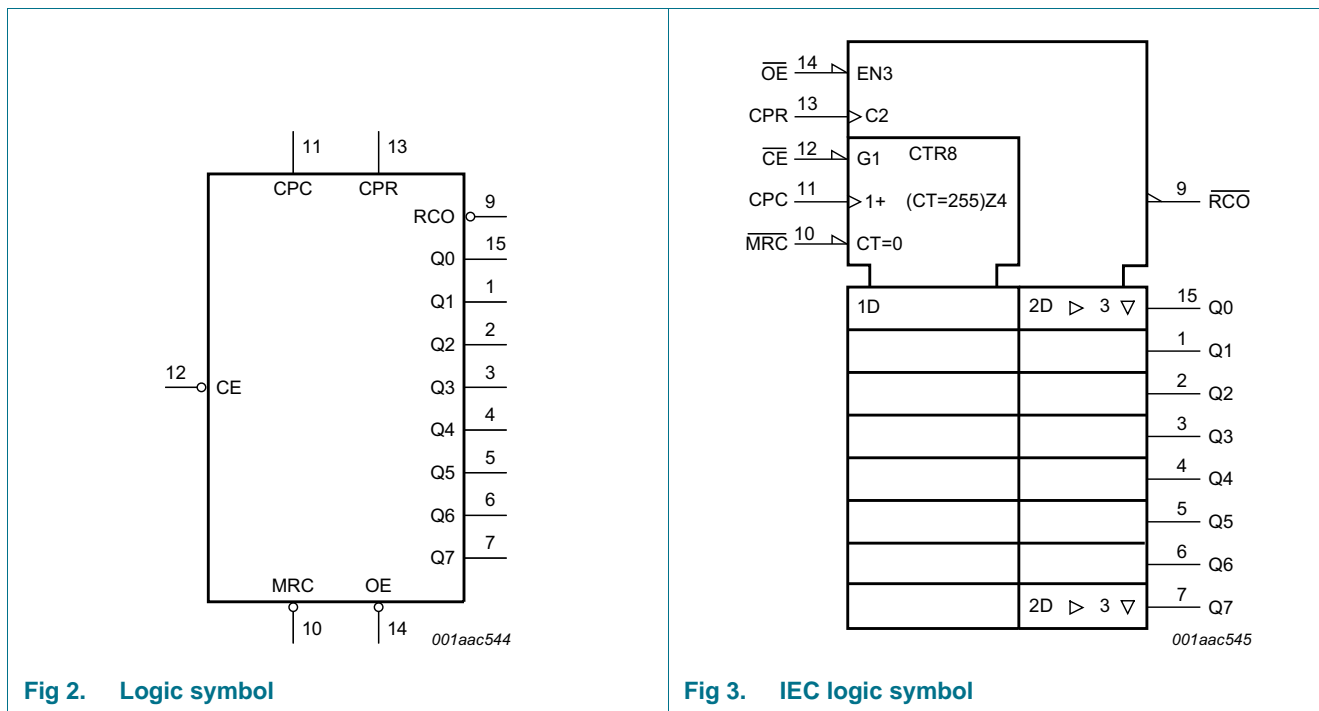 11
13
CPC
CPR
RCO
9
Q0
15
Q1
1
Q2
2
12
CE
Q3
3
Q4
4
Q5
5
Q6
6
Q7
7
MRC
OE
10
14
001aac544
Fig 2. Logic symbol
OE 14 EN3
CPR 13 C2
CE 12 G1 CTR8
CPC 11 1+ (CT=255)Z4
9 RCO
MRC 10 CT=0
1D 2D ▷ 3 ▽ 15 Q0
1 Q1
2 Q2
3 Q3
4 Q4
5 Q5
6 Q6
2D ▷ 3 ▽ 7 Q7
001aac545
Fig 3. IEC logic symbol